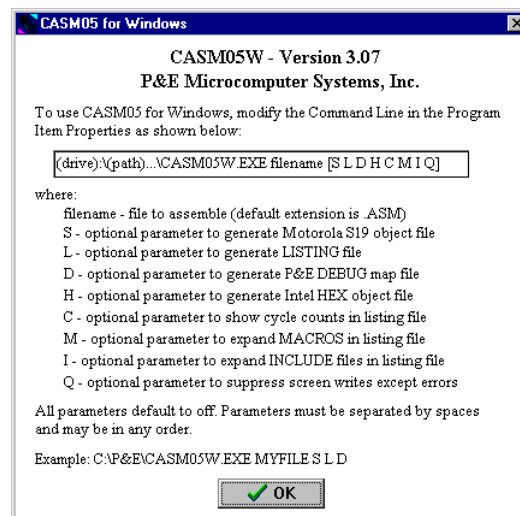 CASM05 for Windows
CASM05W - Version 3.07
P&E Microcomputer Systems, Inc.
To use CASM05 for Windows, modify the Command Line in the Program
Item Properties as shown below:
(drive):\(path)...\CASM05W.EXE filename [S L D H C M I Q]
where:
filename - file to assemble (default extension is .ASM)
S - optional parameter to generate Motorola S19 object file
L - optional parameter to generate LISTING file
D - optional parameter to generate P&E DEBUG map file
H - optional parameter to generate Intel HEX object file
C - optional parameter to show cycle counts in listing file
M - optional parameter to expand MACROS in listing file
I - optional parameter to expand INCLUDE files in listing file
Q - optional parameter to suppress screen writes except errors
All parameters default to off. Parameters must be separated by spaces
and may be in any order.
Example: C:\P&E\CASM05W.EXE MYFILE S L D
OK